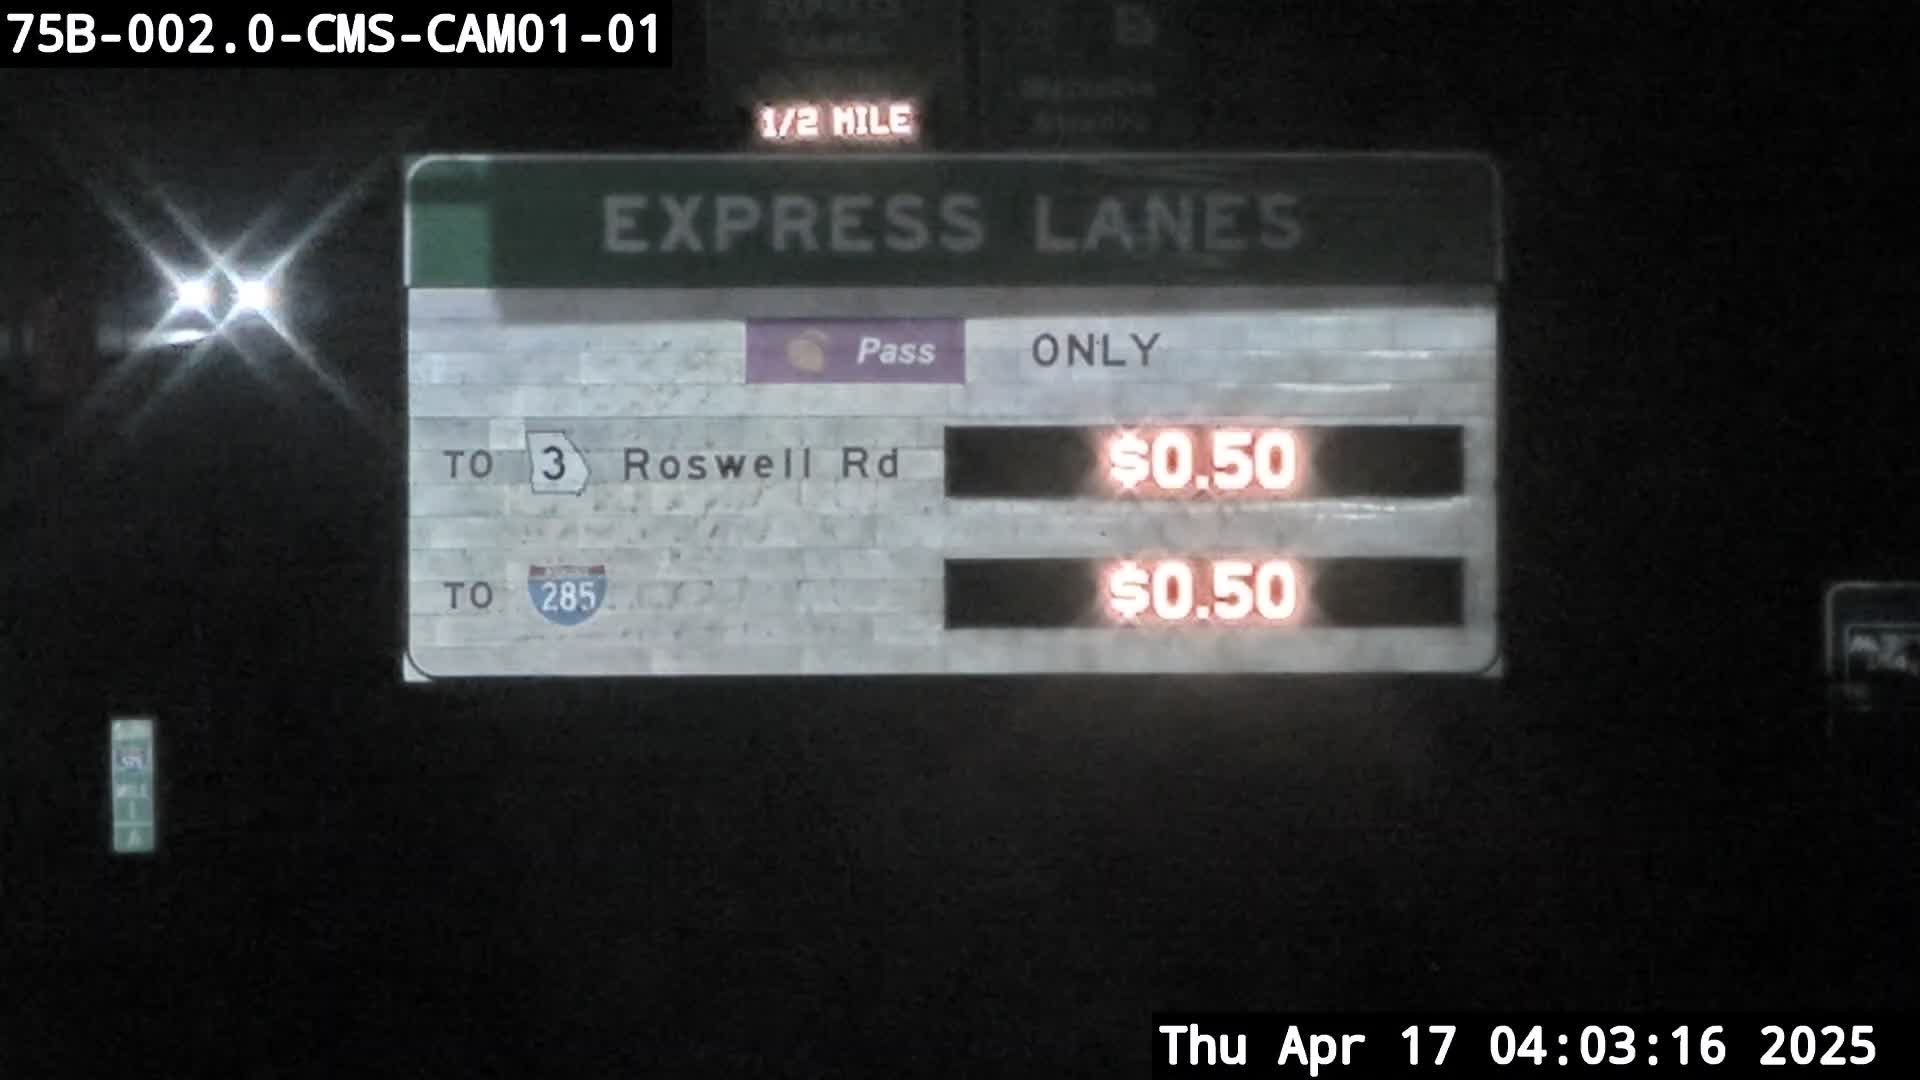 75B-002.0-CMS-CAM01-01
1/2 MILE
EXPRESS LANES
Pass ONLY
TO 3 Roswell Rd $0.50
TO 285 $0.50
Thu Apr 17 04:03:16 2025